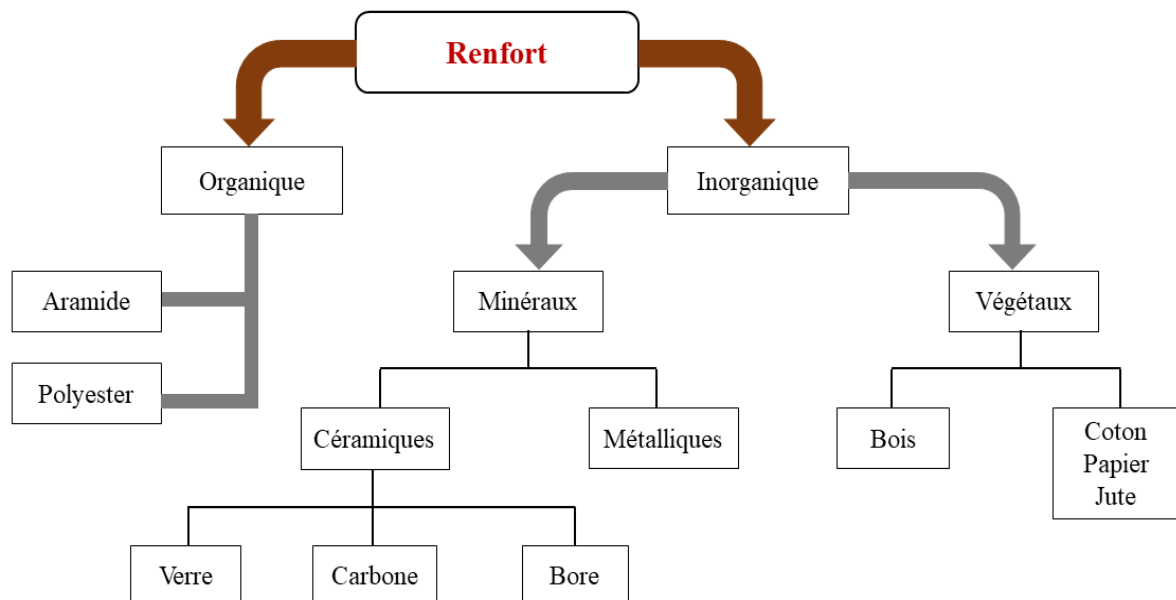 Renfort
Organique
Inorganique
Aramide
Minéraux
Végétaux
Polyester
Céramiques
Métalliques
Bois
Coton
Papier
Jute
Verre
Carbone
Bore